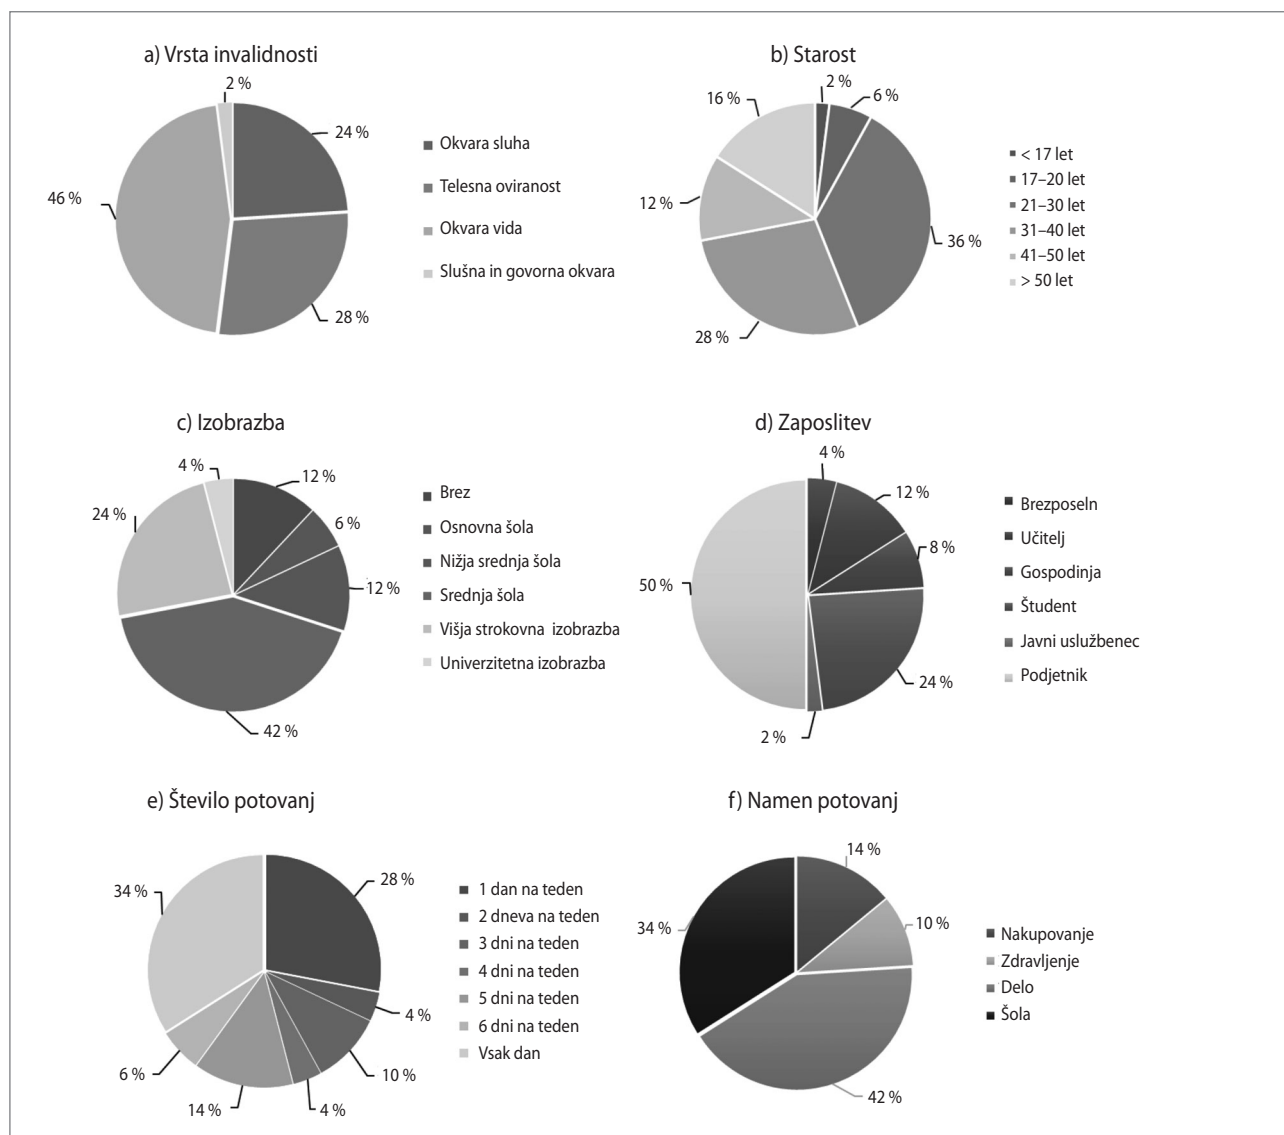 a) Vrsta invalidnosti
2 %
24 %
46 %
28 %
Okvara sluha
Telesna oviranost
Okvara vida
Slušna in govorna okvara
b) Starost
2 %
6 %
16 %
12 %
36 %
28 %
< 17 let
17–20 let
21–30 let
31–40 let
41–50 let
> 50 let
c) Izobrazba
4 %
12 %
24 %
6 %
12 %
42 %
Brez
Osnovna šola
Nižja srednja šola
Srednja šola
Višja strokovna izobrazba
Univerzitetna izobrazba
d) Zaposlitev
4 %
12 %
8 %
50 %
24 %
2 %
Brezposeln
Učitelj
Gospodinja
Študent
Javni uslužbenec
Podjetnik
e) Število potovanj
34 %
28 %
4 %
6 %
10 %
14 %
4 %
1 dan na teden
2 dneva na teden
3 dni na teden
4 dni na teden
5 dni na teden
6 dni na teden
Vsak dan
f) Namen potovanj
14 %
34 %
10 %
42 %
Nakupovanje
Zdravljenje
Delo
Šola